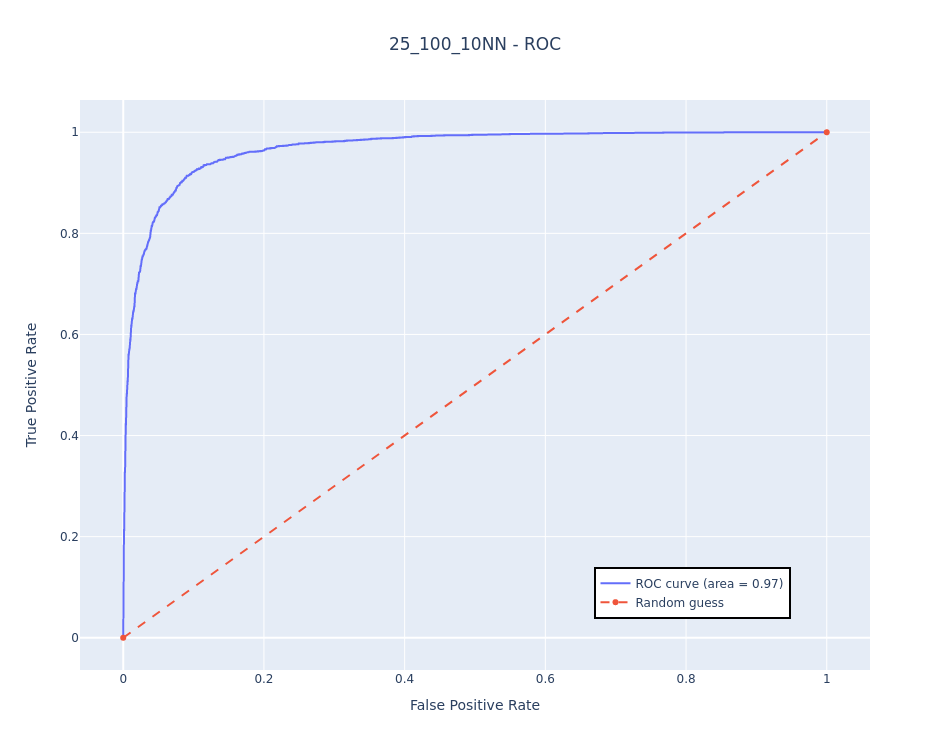 25_100_10NN - ROC
1
0.8
0.6
0.4
0.2
0
True Positive Rate
ROC curve (area = 0.97)
Random guess
0 0.2 0.4 0.6 0.8 1
False Positive Rate